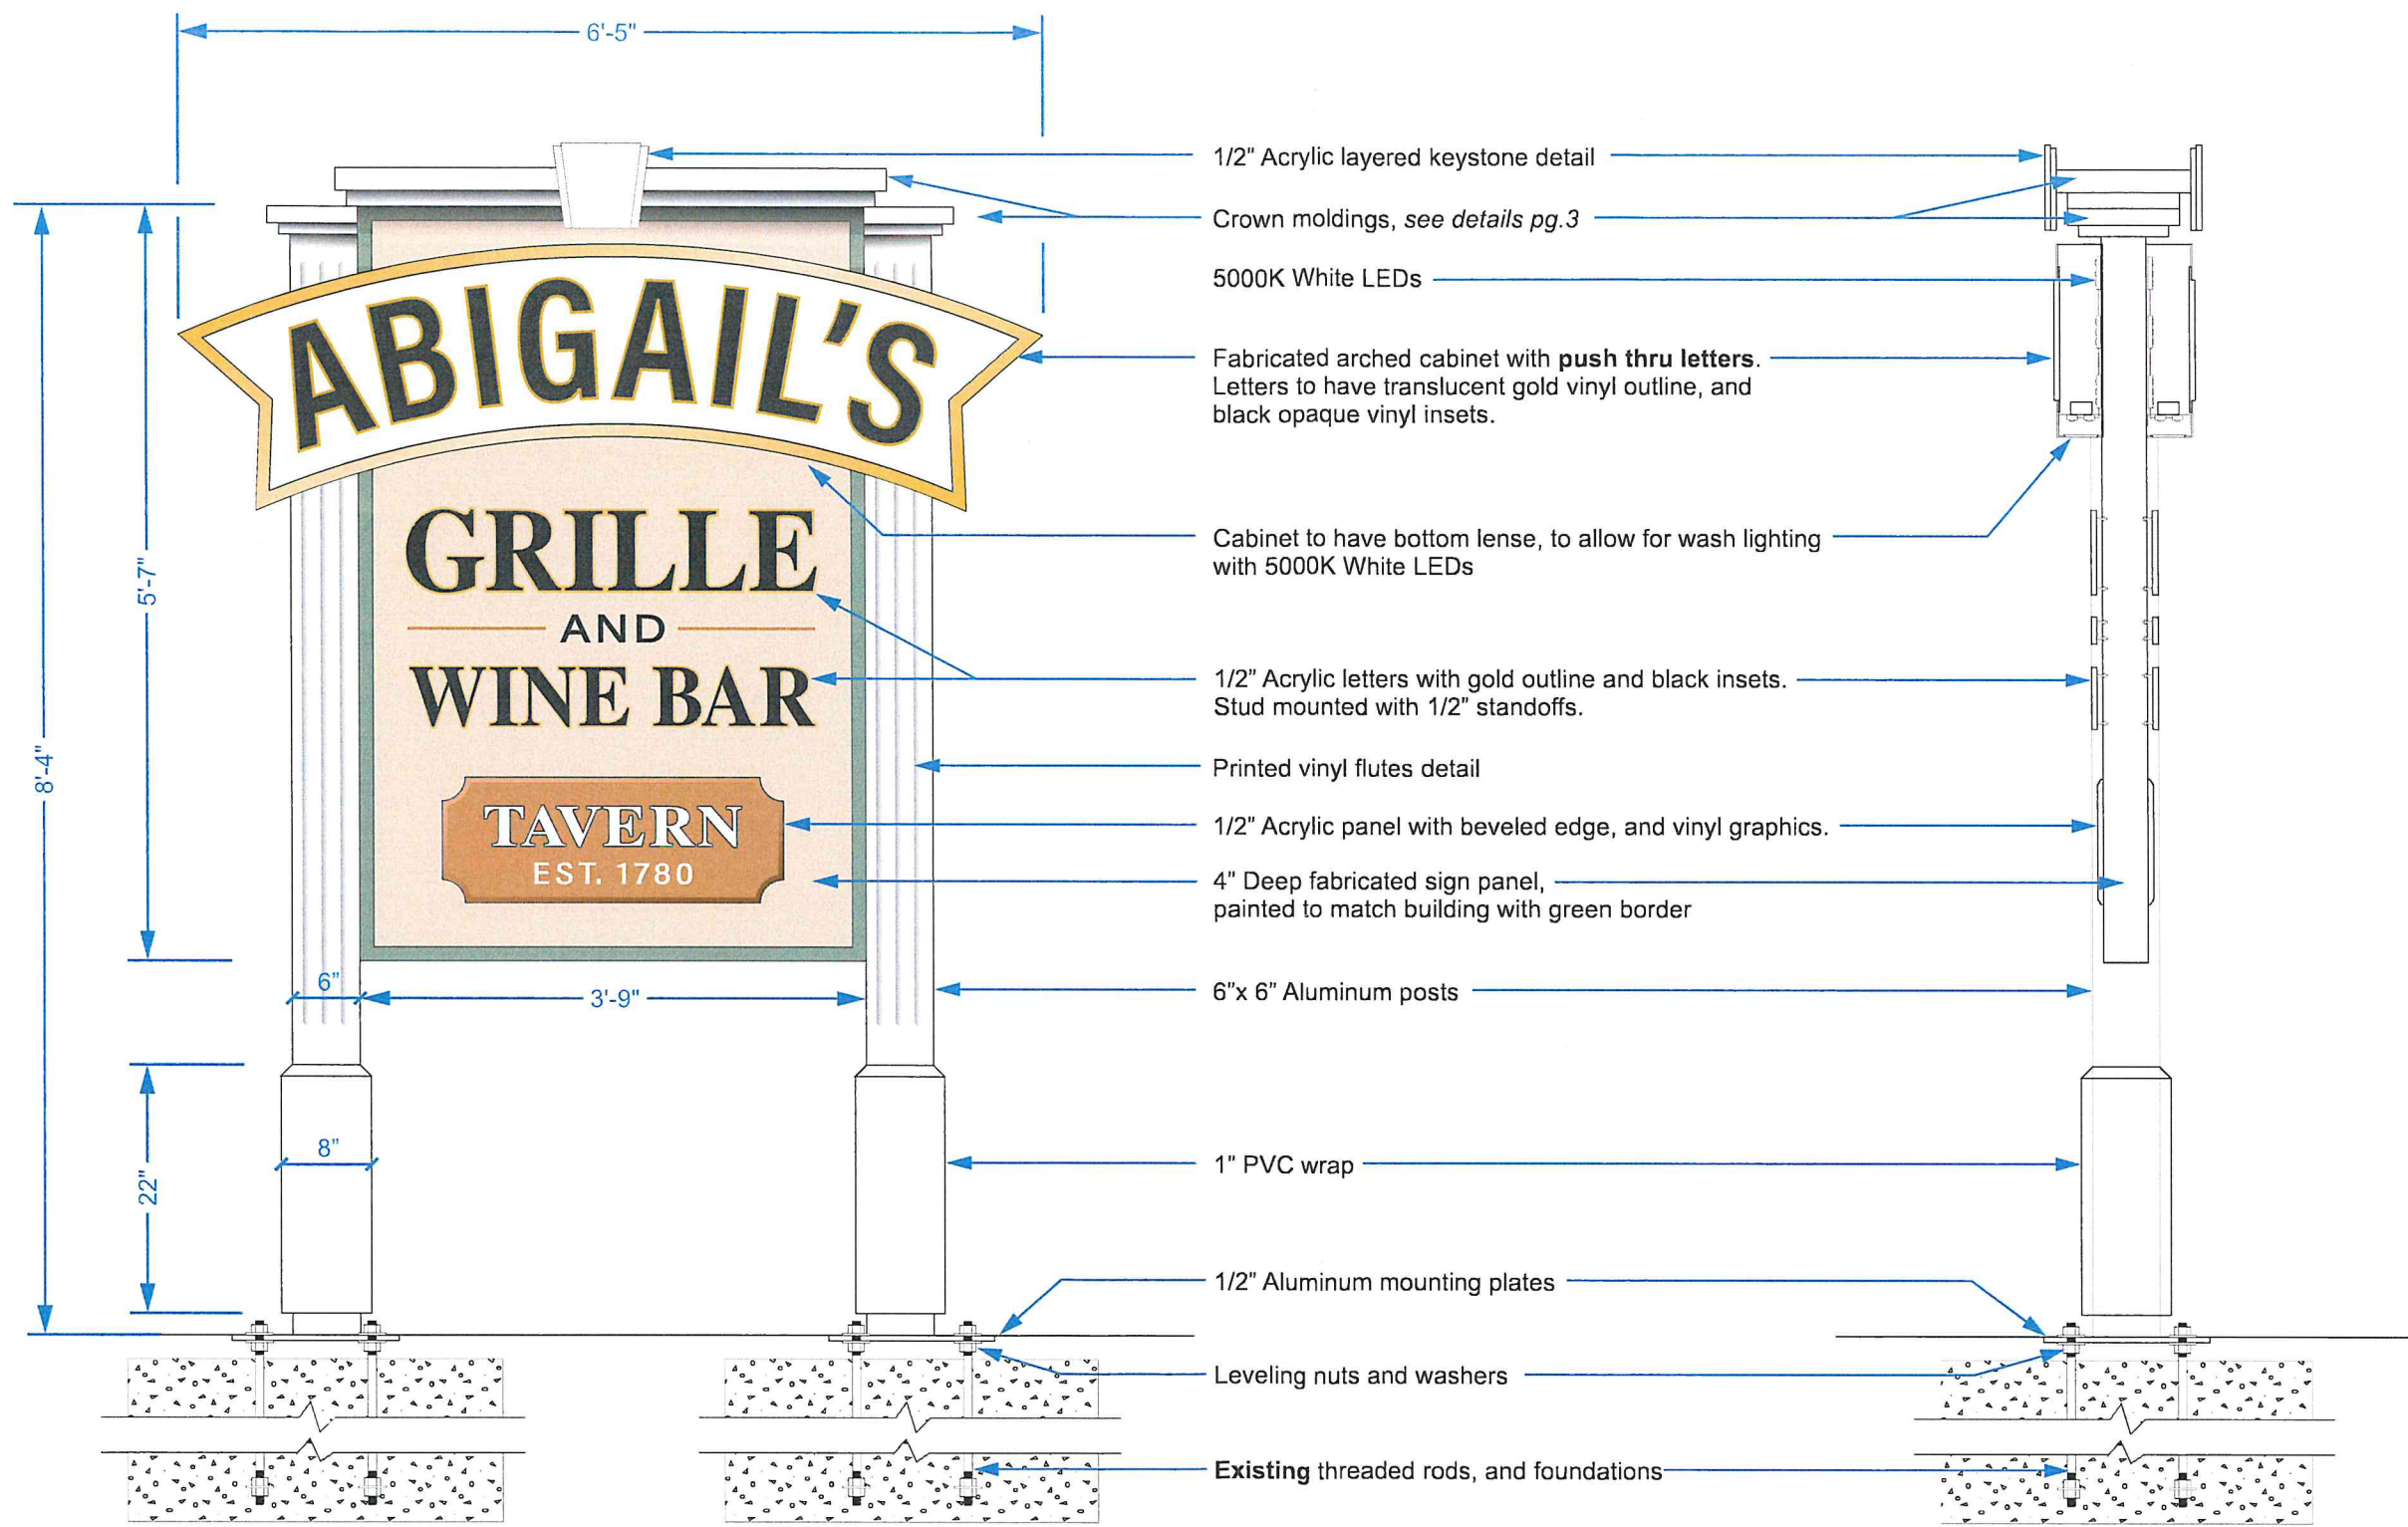 6'-5"
1/2" Acrylic layered keystone detail
Crown moldings, see details pg.3
5000K White LEDs
Fabricated arched cabinet with push thru letters.
Letters to have translucent gold vinyl outline, and
black opaque vinyl insets.
ABIGAIL'S
Cabinet to have bottom lense, to allow for wash lighting
with 5000K White LEDs
GRILLE
AND
WINE BAR
5'-7"
8'-4"
1/2" Acrylic letters with gold outline and black insets.
Stud mounted with 1/2" standoffs.
Printed vinyl flutes detail
TAVERN
EST. 1780
1/2" Acrylic panel with beveled edge, and vinyl graphics.
4" Deep fabricated sign panel,
painted to match building with green border
6"
3'-9"
6"x 6" Aluminum posts
8"
22"
1" PVC wrap
1/2" Aluminum mounting plates
Leveling nuts and washers
Existing threaded rods, and foundations